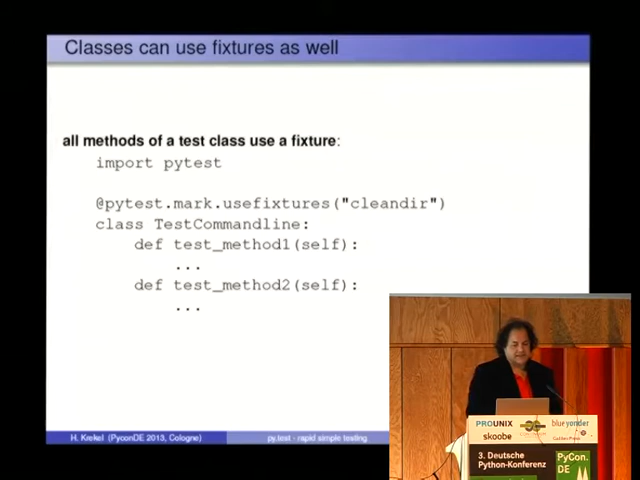 Classes can use fixtures as well
all methods of a test class use a fixture:
import pytest
@pytest.mark.usefixtures("cleandir")
class TestCommandline:
def test_method1(self):
...
def test_method2(self):
...
H. Krekel (PyconDE 2013, Cologne)
py.test - rapid simple testing
PROUNIX
blueyonder
skoobe
3. Deutsche
Python-Konferenz
PyCon.
DE